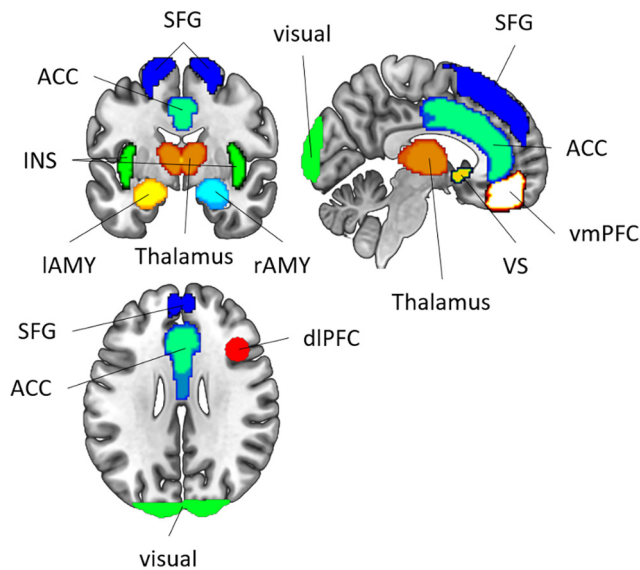 SFG
ACC
INS
lAMY
Thalamus
rAMY
visual
SFG
ACC
vmPFC
VS
Thalamus
SFG
ACC
dlPFC
visual